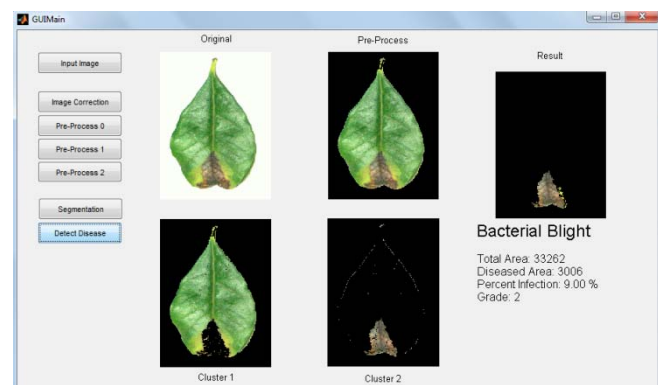 GUIMain
Original
Pre-Process
Result
Input Image
Image Correction
Pre-Process 0
Pre-Process 1
Pre-Process 2
Segmentation
Detect Disease
Bacterial Blight
Total Area: 33262
Diseased Area: 3006
Percent Infection: 9.00 %
Grade: 2
Cluster 1
Cluster 2